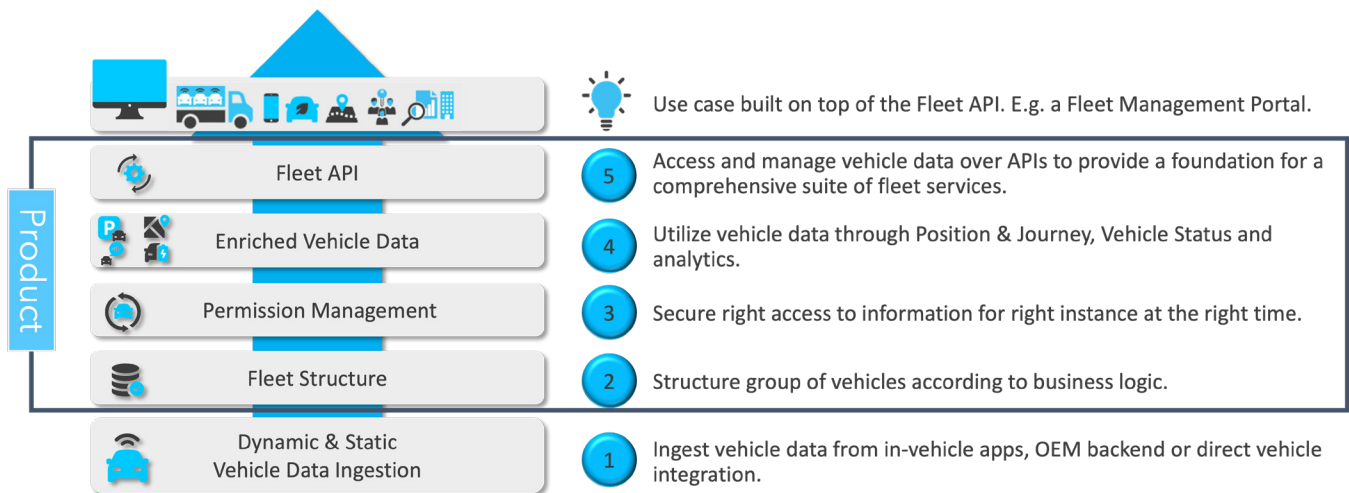 Use case built on top of the Fleet API. E.g. a Fleet Management Portal.
Product
Fleet API
5
Access and manage vehicle data over APIs to provide a foundation for a
comprehensive suite of fleet services.
P
Enriched Vehicle Data
4
Utilize vehicle data through Position & Journey, Vehicle Status and
analytics.
Permission Management
3
Secure right access to information for right instance at the right time.
Fleet Structure
2
Structure group of vehicles according to business logic.
Dynamic & Static
Vehicle Data Ingestion
1
Ingest vehicle data from in-vehicle apps, OEM backend or direct vehicle
integration.